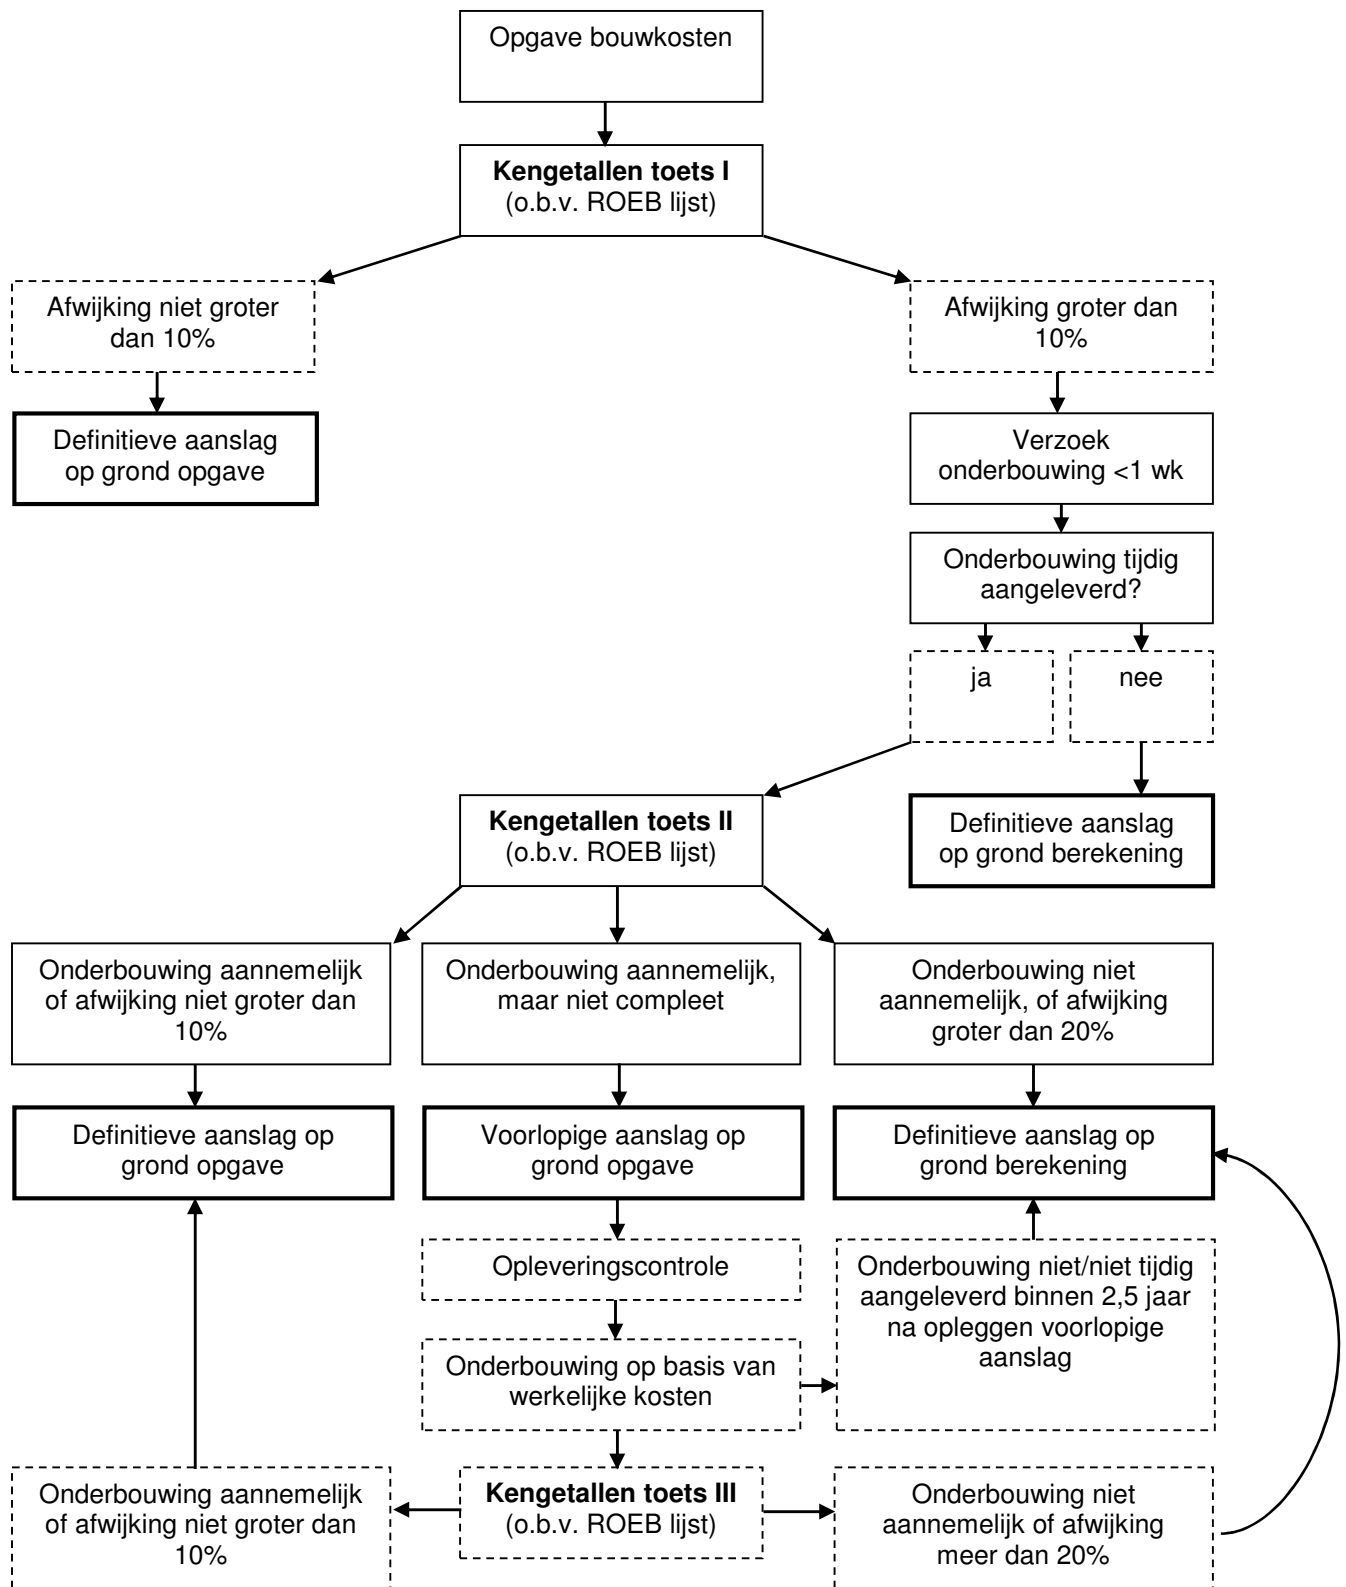 Opgave bouwkosten
Kengetallen toets I
(o.b.v. ROEB lijst)
Afwijking niet groter
dan 10%
Afwijking groter dan
10%
Definitieve aanslag
op grond opgave
Verzoek
onderbouwing <1 wk
Onderbouwing tijdig
aangeleverd?
ja
nee
Kengetallen toets II
(o.b.v. ROEB lijst)
Definitieve aanslag
op grond berekening
Onderbouwing aannemelijk
of afwijking niet groter dan
10%
Onderbouwing aannemelijk,
maar niet compleet
Onderbouwing niet
aannemelijk, of afwijking
groter dan 20%
Definitieve aanslag op
grond opgave
Voorlopige aanslag op
grond opgave
Definitieve aanslag op
grond berekening
Opleveringscontrole
Onderbouwing niet/niet tijdig
aangeleverd binnen 2,5 jaar
na opleggen voorlopige
aanslag
Onderbouwing op basis van
werkelijke kosten
Onderbouwing aannemelijk
of afwijking niet groter dan
10%
Kengetallen toets III
(o.b.v. ROEB lijst)
Onderbouwing niet
aannemelijk of afwijking
meer dan 20%